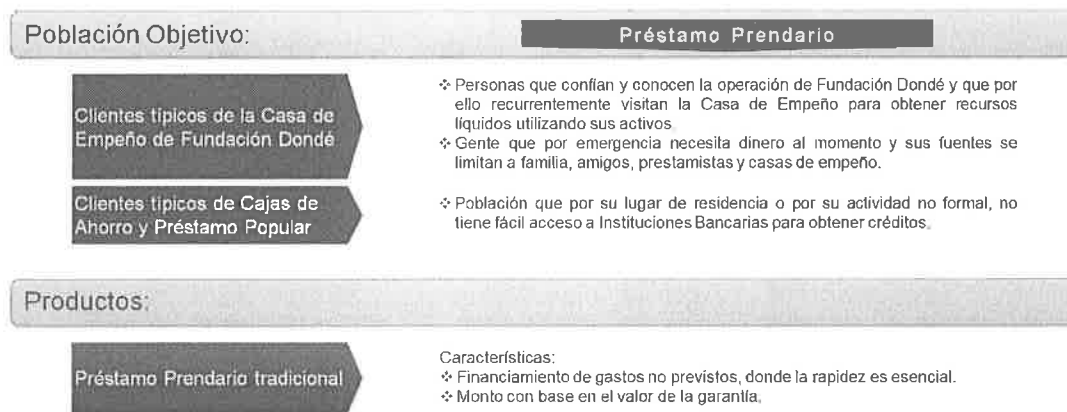 Población Objetivo:
Préstamo Prendario
Clientes típicos de la Casa de
Empeño de Fundación Dondé
❖ Personas que confían y conocen la operación de Fundación Dondé y que por
ello recurrentemente visitan la Casa de Empeño para obtener recursos
líquidos utilizando sus activos.
❖ Gente que por emergencia necesita dinero al momento y sus fuentes se
limitan a familia, amigos, prestamistas y casas de empeño.
Clientes típicos de Cajas de
Ahorro y Préstamo Popular
❖ Población que por su lugar de residencia o por su actividad no formal, no
tiene fácil acceso a Instituciones Bancarias para obtener créditos.
Productos:
Préstamo Prendario tradicional
Características:
❖ Financiamiento de gastos no previstos, donde la rapidez es esencial.
❖ Monto con base en el valor de la garantía.